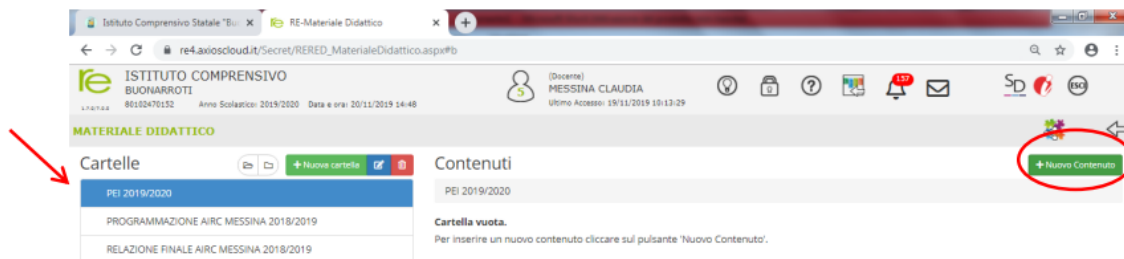 Istituto Comprensivo Statale "Bu
RE-Materiale Didattico
re4.axioscloud.it/Secret/RERED_MaterialeDidattico.aspx#b
re
ISTITUTO COMPRENSIVO
BUONARROTI
80102470152 Anno Scolastico: 2019/2020 Data e ora: 20/11/2019 14:48
5
(Docente)
MESSINA CLAUDIA
Ultimo Accesso: 19/11/2019 10:13:29
157
SD
ESCI
MATERIALE DIDATTICO
Cartelle
+ Nuova cartella
Contenuti
+ Nuovo Contenuto
PEI 2019/2020
PEI 2019/2020
PROGRAMMAZIONE AIRC MESSINA 2018/2019
Cartella vuota.
Per inserire un nuovo contenuto cliccare sul pulsante 'Nuovo Contenuto'.
RELAZIONE FINALE AIRC MESSINA 2018/2019